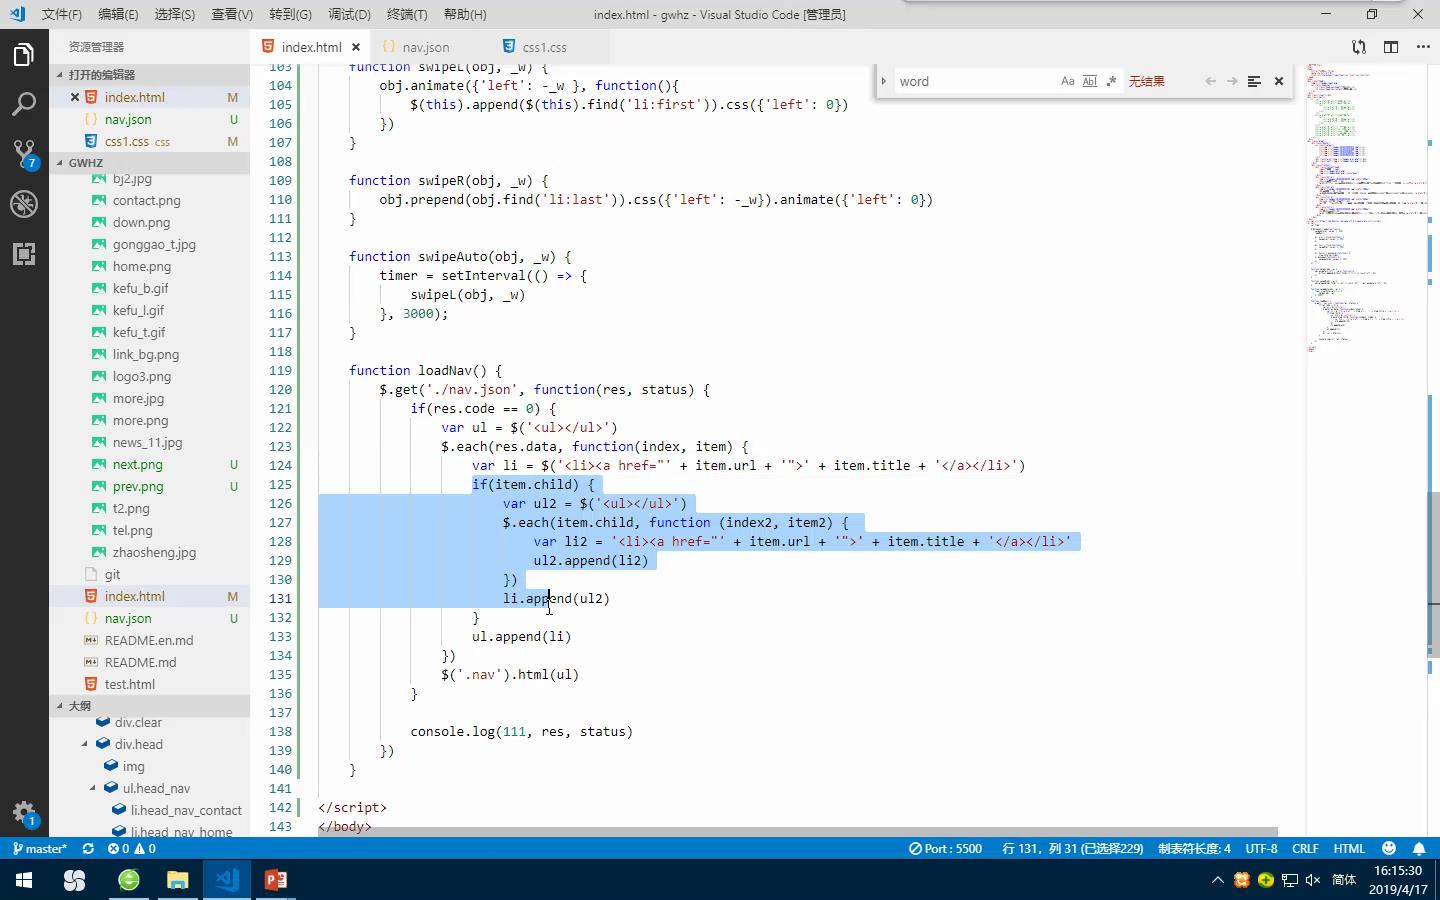 文件(F) 编辑(E) 选择(S) 查看(V) 转到(G) 调试(D) 终端(T) 帮助(H) index.html - gwhz - Visual Studio Code [管理员]
资源管理器
index.html nav.json css1.css
打开的编辑器
index.html M
nav.json U
css1.css css M
GWHZ
bj2.jpg
contact.png
down.png
gonggao_t.jpg
home.png
kefu_b.gif
kefu_l.gif
kefu_t.gif
link_bg.png
logo3.png
more.jpg
more.png
news_11.jpg
next.png U
prev.png U
t2.png
tel.png
zhaosheng.jpg
git
index.html M
nav.json U
README.en.md
README.md
test.html
大纲
div.clear
div.head
img
ul.head_nav
li.head_nav_contact
li.head_nav_home
7
1
word Aa Abl .* 无结果
103 function swipeL(obj, _w) {
104 obj.animate({'left': -_w }, function(){
105 $(this).append($(this).find('li:first')).css({'left': 0})
106 })
107 }
108
109 function swipeR(obj, _w) {
110 obj.prepend(obj.find('li:last')).css({'left': -_w}).animate({'left': 0})
111 }
112
113 function swipeAuto(obj, _w) {
114 timer = setInterval(() => {
115 swipeL(obj, _w)
116 }, 3000);
117 }
118
119 function loadNav() {
120 $.get('./nav.json', function(res, status) {
121 if(res.code == 0) {
122 var ul = $('<ul></ul>')
123 $.each(res.data, function(index, item) {
124 var li = $('<li><a href="' + item.url + '">' + item.title + '</a></li>')
125 if(item.child) {
126 var ul2 = $('<ul></ul>')
127 $.each(item.child, function (index2, item2) {
128 var li2 = '<li><a href="' + item.url + '">' + item.title + '</a></li>'
129 ul2.append(li2)
130 })
131 li.append(ul2)
132 }
133 ul.append(li)
134 })
135 $('.nav').html(ul)
136 }
137
138 console.log(111, res, status)
139 })
140 }
141
142 </script>
143 </body>
master* 0 0 Port : 5500 行 131，列 31 (已选择229) 制表符长度: 4 UTF-8 CRLF HTML
简体 16:15:30
2019/4/17